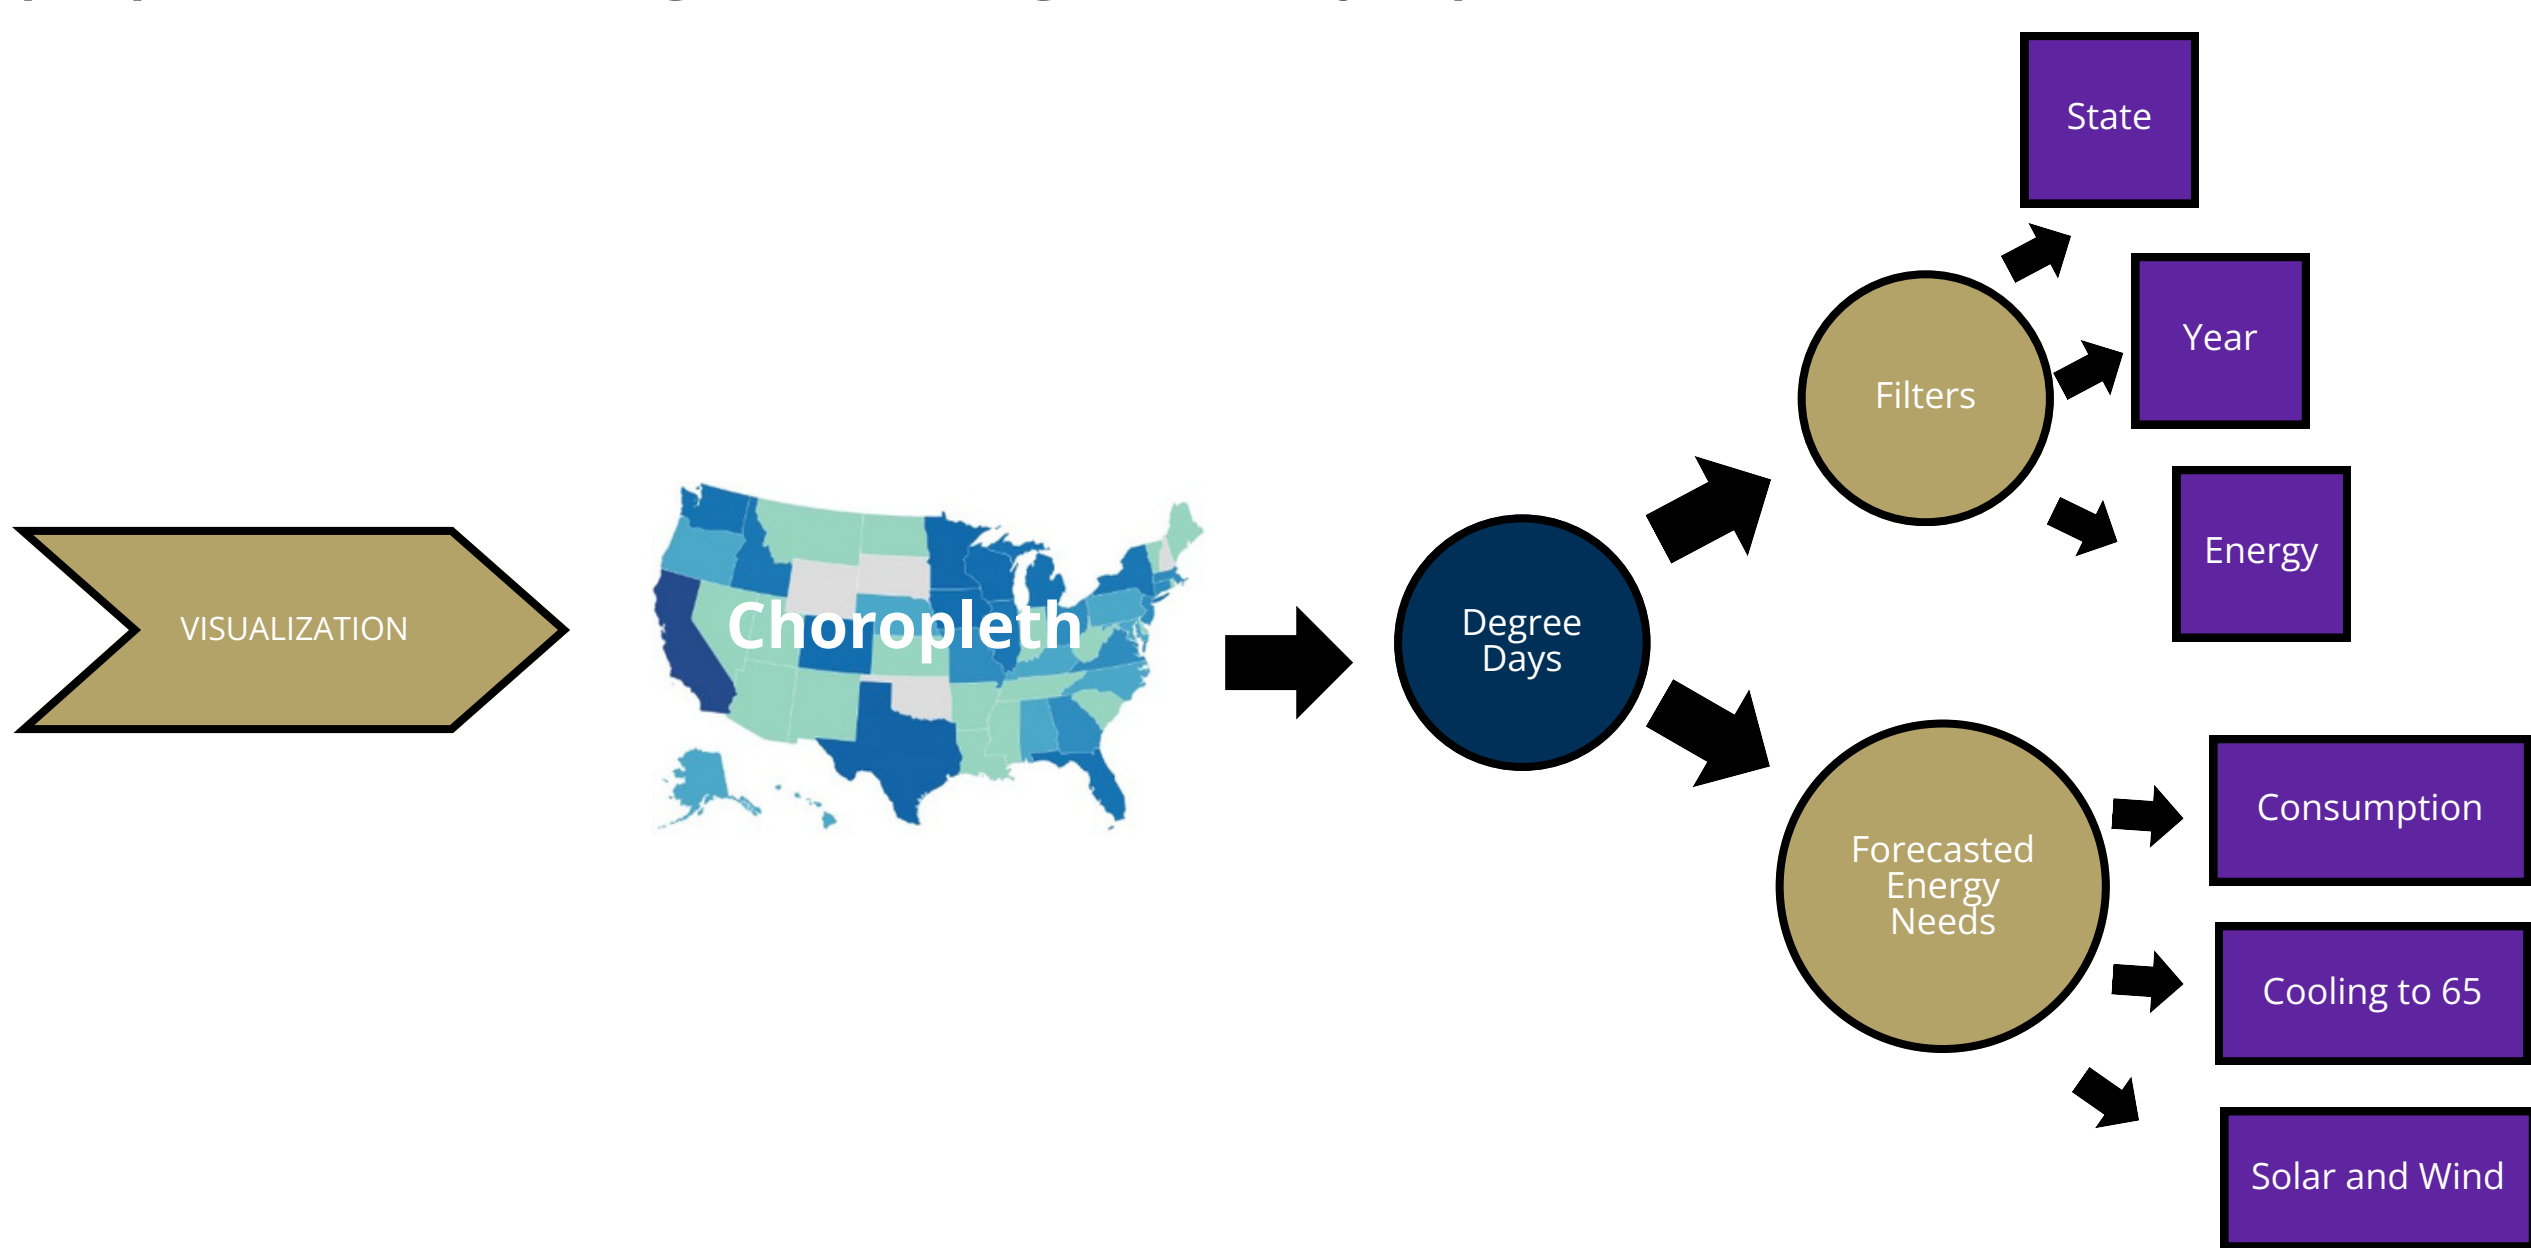 VISUALIZATION
Choropleth
Degree
Days
Filters
State
Year
Energy
Forecasted
Energy
Needs
Consumption
Cooling to 65
Solar and Wind